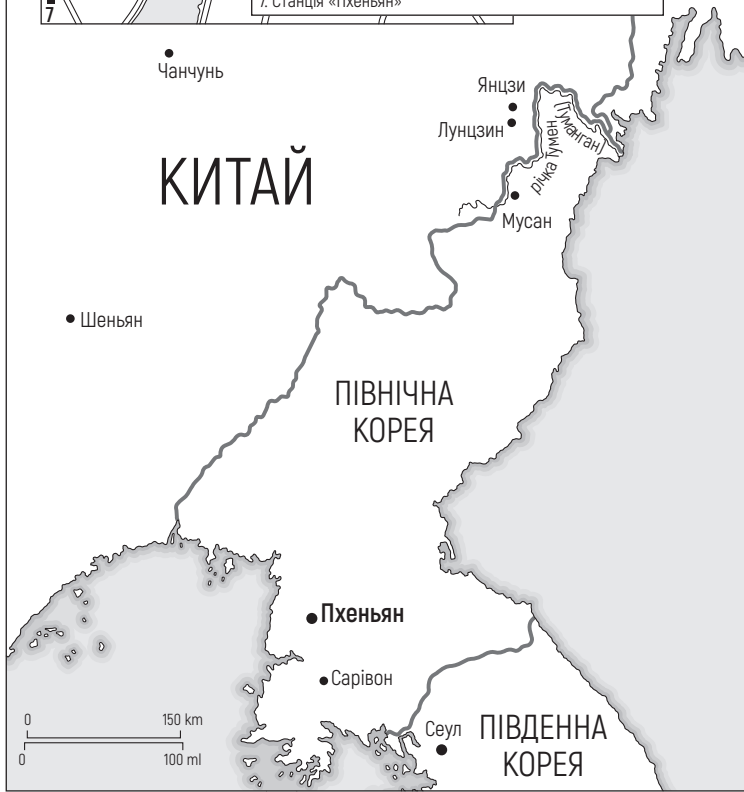 7
7. Станція «Пхеньян»
Чанчунь
Янцзи
Лунцзин
річка Тумен
(Туманган)
КИТАЙ
Мусан
Шеньян
ПІВНІЧНА
КОРЕЯ
Пхеньян
Сарівон
0 150 km
0 100 ml
Сеул
ПІВДЕННА
КОРЕЯ